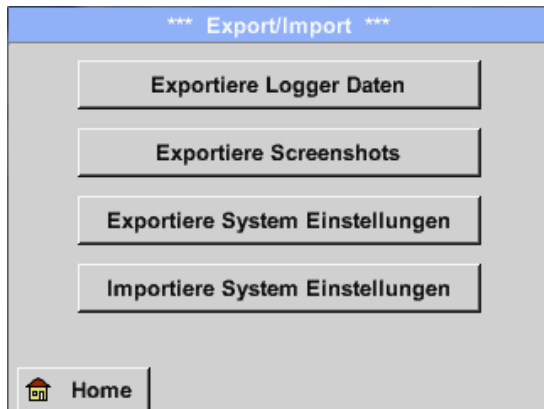 *** Export/Import ***
Exportiere Logger Daten
Exportiere Screenshots
Exportiere System Einstellungen
Importiere System Einstellungen
Home